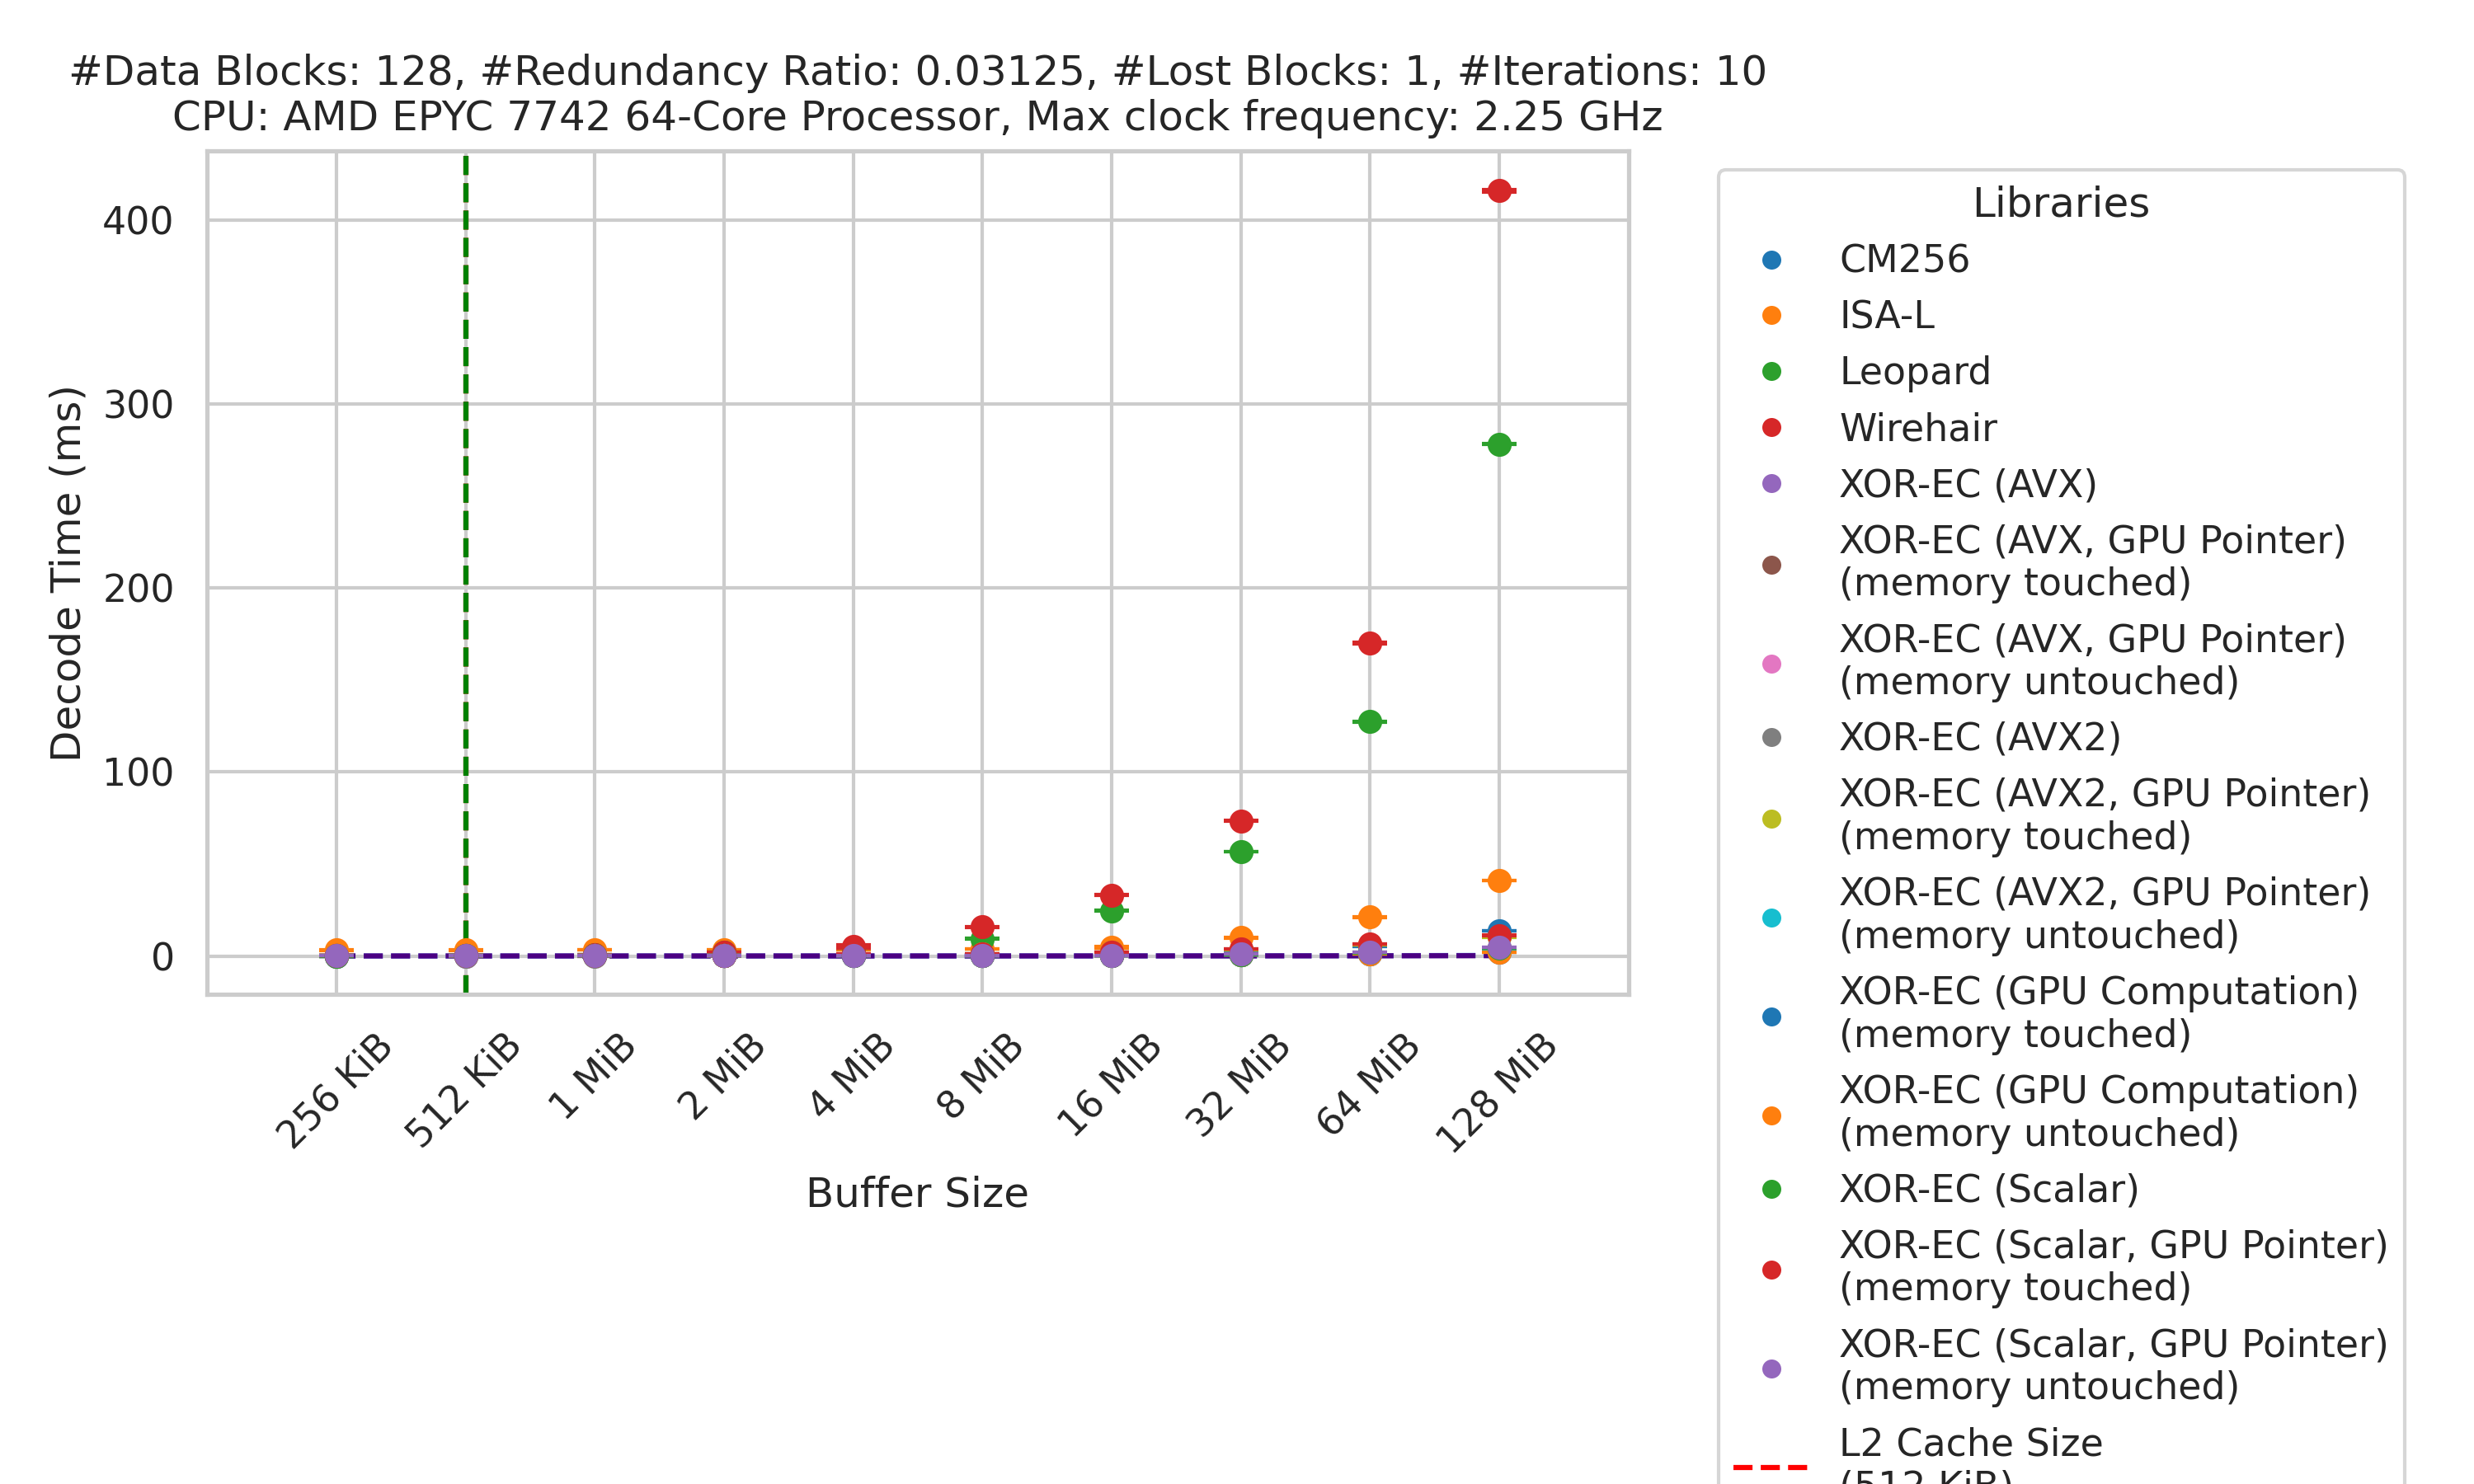 #Data Blocks: 128, #Redundancy Ratio: 0.03125, #Lost Blocks: 1, #Iterations: 10
CPU: AMD EPYC 7742 64-Core Processor, Max clock frequency: 2.25 GHz
Decode Time (ms)
400
300
200
100
0
256 KiB
512 KiB
1 MiB
2 MiB
4 MiB
8 MiB
16 MiB
32 MiB
64 MiB
128 MiB
Buffer Size
Libraries
CM256
ISA-L
Leopard
Wirehair
XOR-EC (AVX)
XOR-EC (AVX, GPU Pointer)
(memory touched)
XOR-EC (AVX, GPU Pointer)
(memory untouched)
XOR-EC (AVX2)
XOR-EC (AVX2, GPU Pointer)
(memory touched)
XOR-EC (AVX2, GPU Pointer)
(memory untouched)
XOR-EC (GPU Computation)
(memory touched)
XOR-EC (GPU Computation)
(memory untouched)
XOR-EC (Scalar)
XOR-EC (Scalar, GPU Pointer)
(memory touched)
XOR-EC (Scalar, GPU Pointer)
(memory untouched)
L2 Cache Size
(512 KiB)